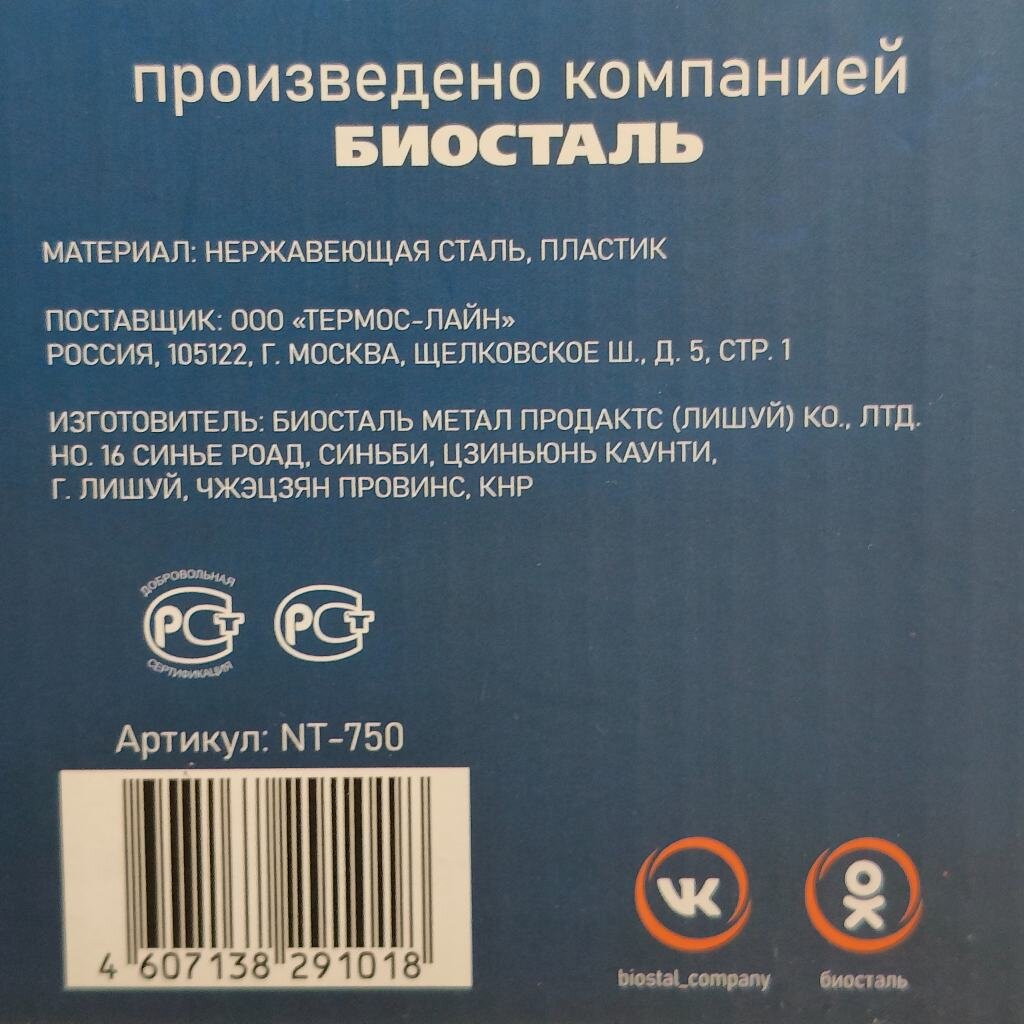 произведено компанией
БИОСТАЛЬ
МАТЕРИАЛ: НЕРЖАВЕЮЩАЯ СТАЛЬ, ПЛАСТИК
ПОСТАВЩИК: ООО «ТЕРМОС-ЛАЙН»
РОССИЯ, 105122, Г. МОСКВА, ЩЕЛКОВСКОЕ Ш., Д. 5, СТР. 1
ИЗГОТОВИТЕЛЬ: БИОСТАЛЬ МЕТАЛ ПРОДАКТС (ЛИШУЙ) КО., ЛТД.
НО. 16 СИНЬЕ РОАД, СИНЬБИ, ЦЗИНЬЮНЬ КАУНТИ,
Г. ЛИШУЙ, ЧЖЭЦЗЯН ПРОВИНС, КНР
ДОБРОВОЛЬНАЯ
РСТ РСТ
СЕРТИФИКАЦИЯ
Артикул: NT-750
4 607138 291018
VK
biostal_company
биосталь